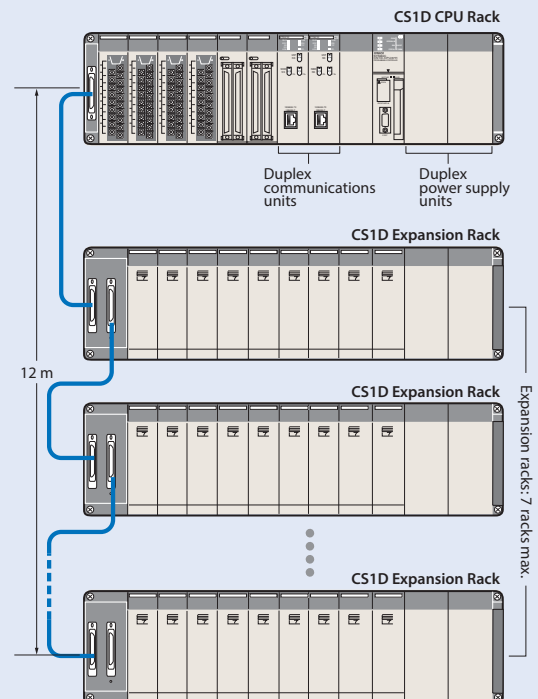 CS1D CPU Rack
Duplex
communications
units
Duplex
power supply
units
CS1D Expansion Rack
12 m
CS1D Expansion Rack
Expansion racks: 7 racks max.
CS1D Expansion Rack